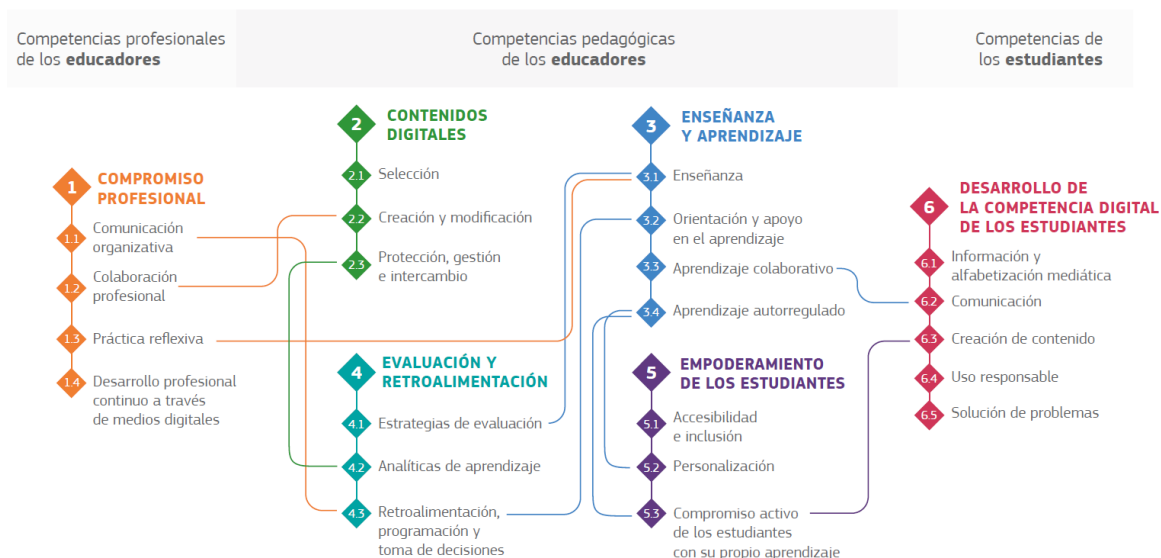 Competencias profesionales
de los educadores
Competencias pedagógicas
de los educadores
Competencias de
los estudiantes
1
COMPROMISO
PROFESIONAL
1.1
Comunicación
organizativa
1.2
Colaboración
profesional
1.3
Práctica reflexiva
1.4
Desarrollo profesional
continuo a través
de medios digitales
2
CONTENIDOS
DIGITALES
2.1
Selección
2.2
Creación y modificación
2.3
Protección, gestión
e intercambio
3
ENSEÑANZA
Y APRENDIZAJE
3.1
Enseñanza
3.2
Orientación y apoyo
en el aprendizaje
3.3
Aprendizaje colaborativo
3.4
Aprendizaje autorregulado
4
EVALUACIÓN Y
RETROALIMENTACIÓN
4.1
Estrategias de evaluación
4.2
Analíticas de aprendizaje
4.3
Retroalimentación,
programación y
toma de decisiones
5
EMPODERAMIENTO
DE LOS ESTUDIANTES
5.1
Accesibilidad
e inclusión
5.2
Personalización
5.3
Compromiso activo
de los estudiantes
con su propio aprendizaje
6
DESARROLLO DE
LA COMPETENCIA DIGITAL
DE LOS ESTUDIANTES
6.1
Información y
alfabetización mediática
6.2
Comunicación
6.3
Creación de contenido
6.4
Uso responsable
6.5
Solución de problemas